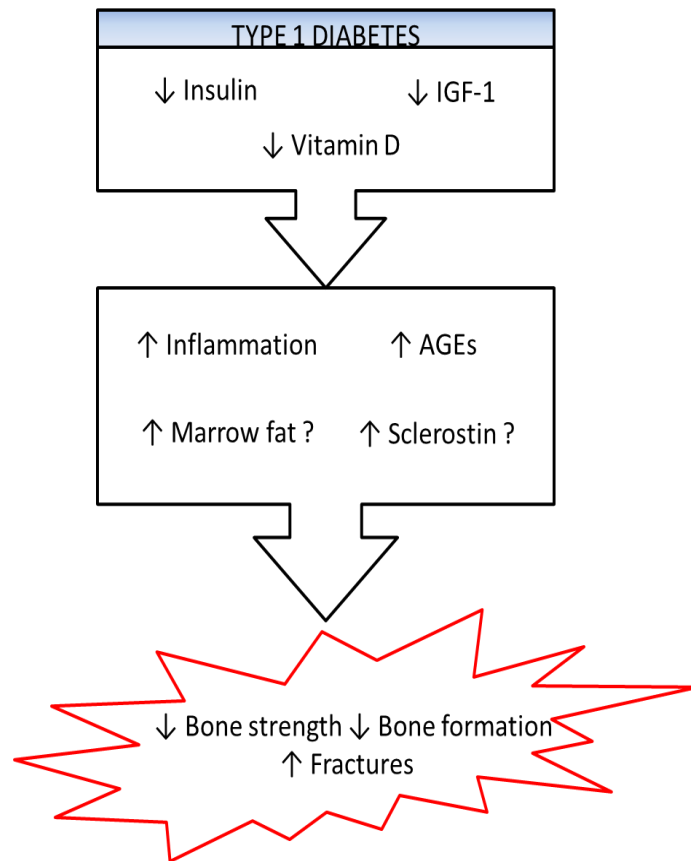 TYPE 1 DIABETES
↓ Insulin ↓ IGF-1
↓ Vitamin D
↑ Inflammation ↑ AGEs
↑ Marrow fat ? ↑ Sclerostin ?
↓ Bone strength ↓ Bone formation
↑ Fractures